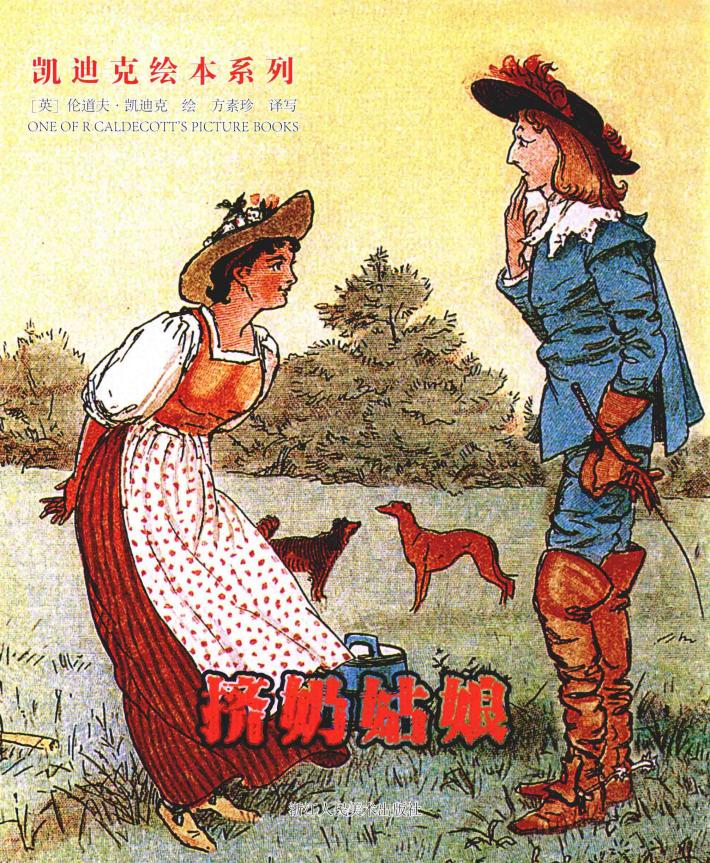 凯迪克绘本系列
[英] 伦道夫·凯迪克 绘 方素珍 译写
ONE OF R CALDECOTT'S PICTURE BOOKS
挤奶姑娘
浙江人民美术出版社